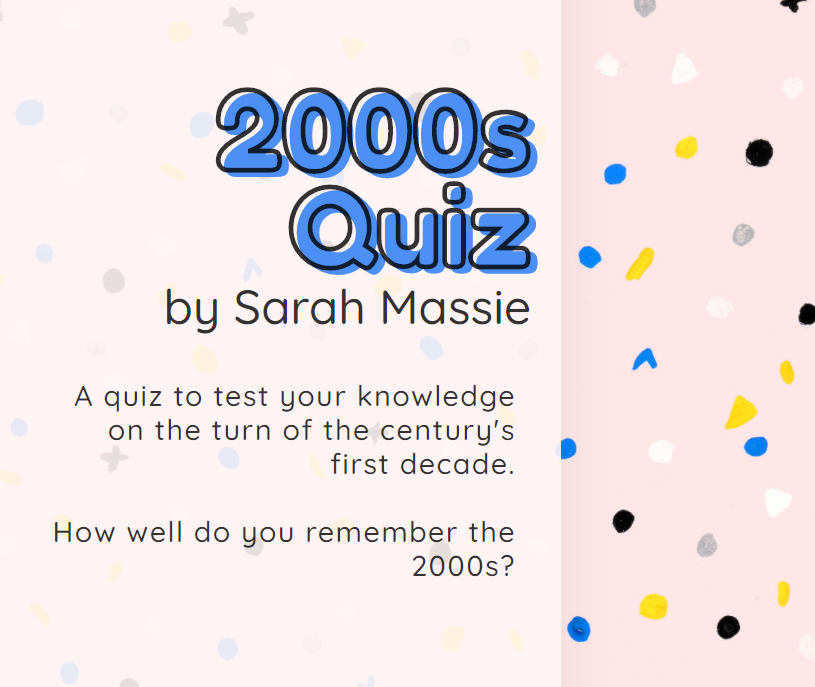 2000s
Quiz
by Sarah Massie
A quiz to test your knowledge
on the turn of the century's
first decade.
How well do you remember the
2000s?